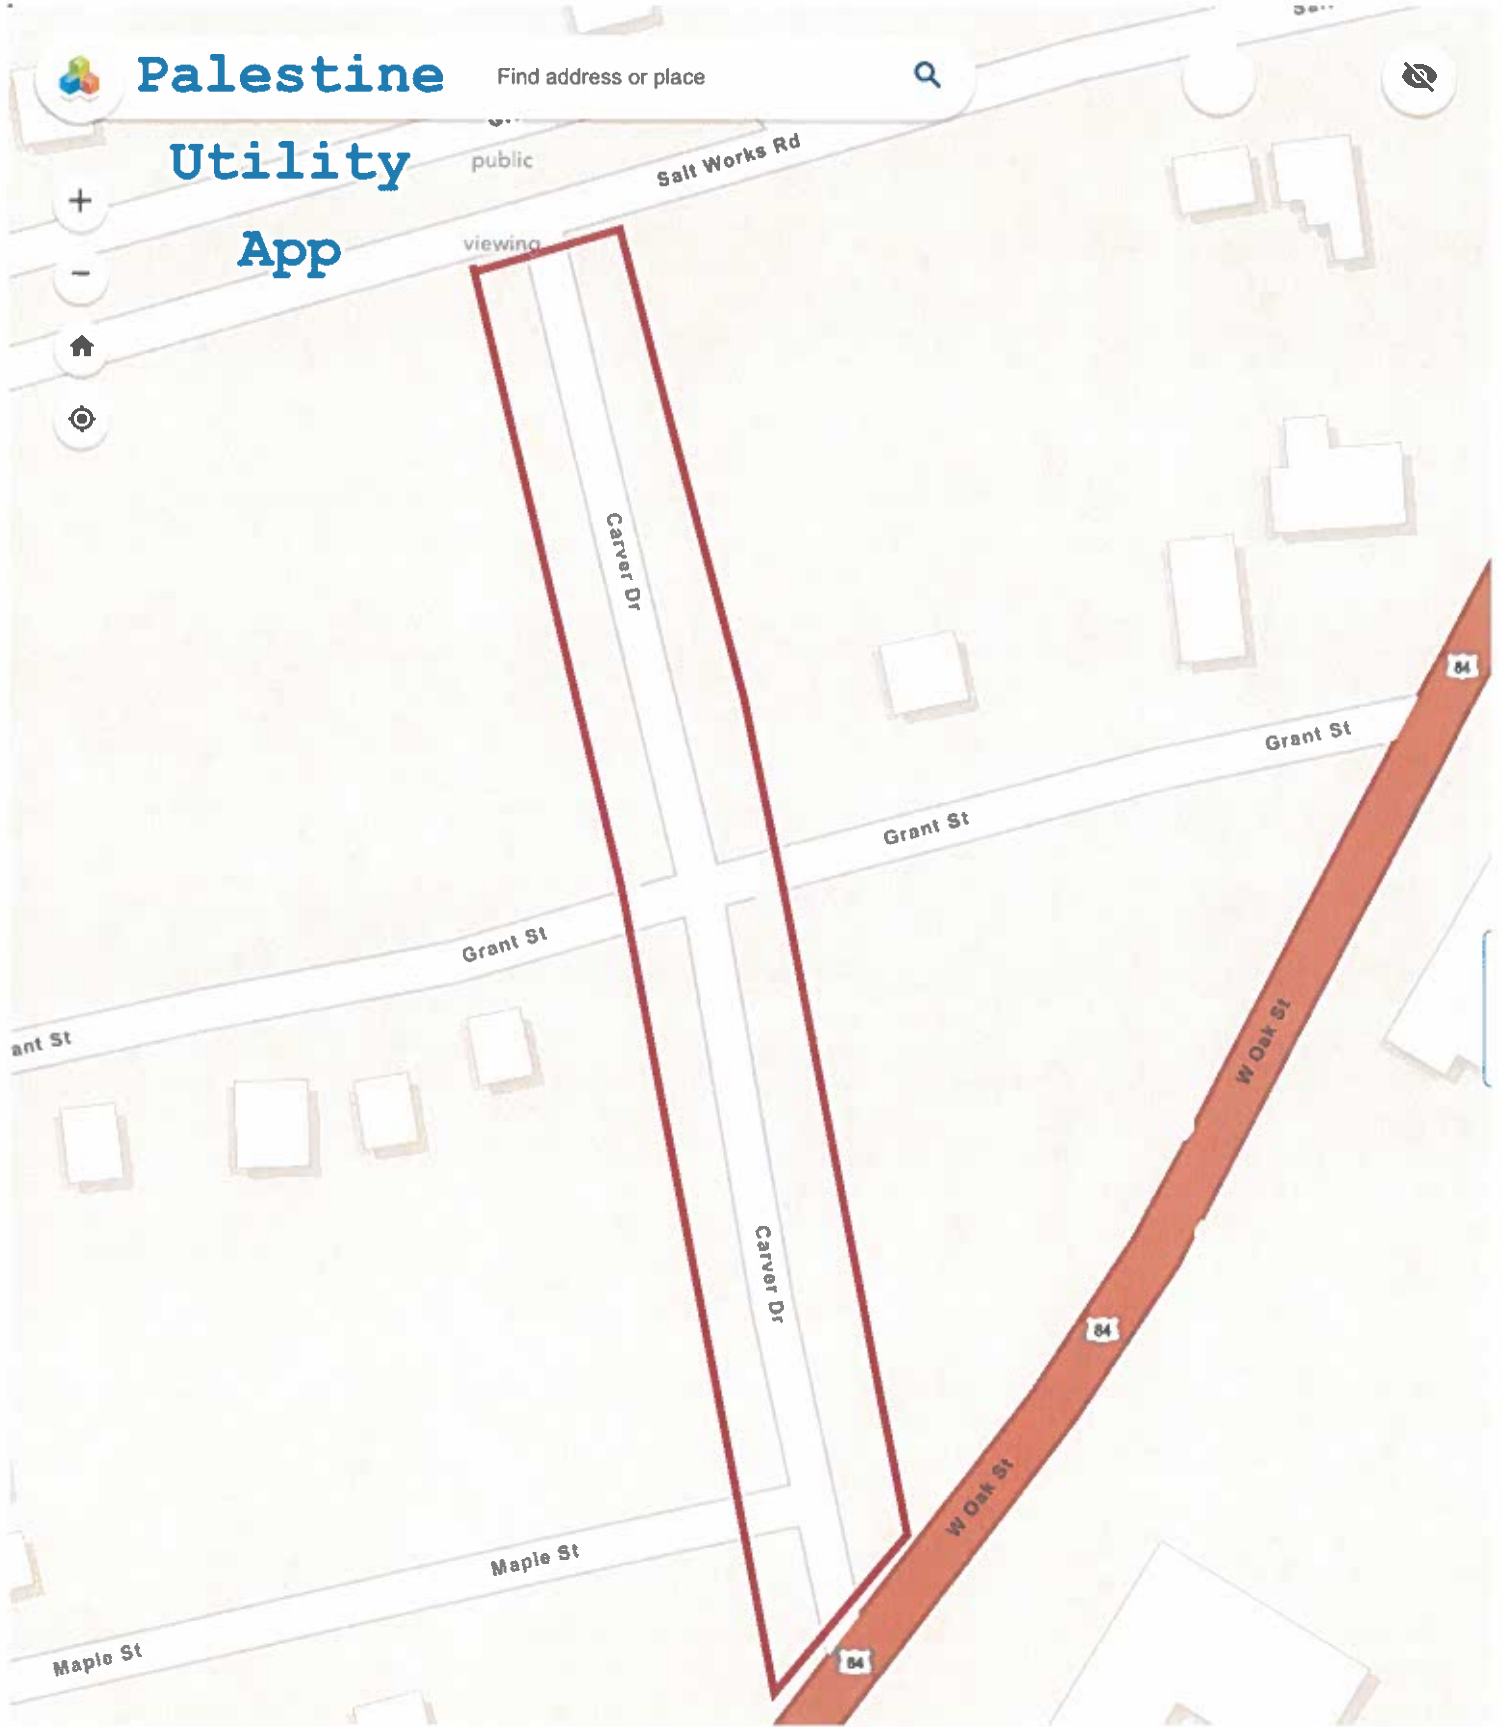 Palestine
Find address or place
Utility
public
Salt Works Rd
App
viewing
Carver Dr
84
Grant St
Grant St
Grant St
ant St
W Oak St
Carver Dr
84
W Oak St
Maple St
Maple St
84